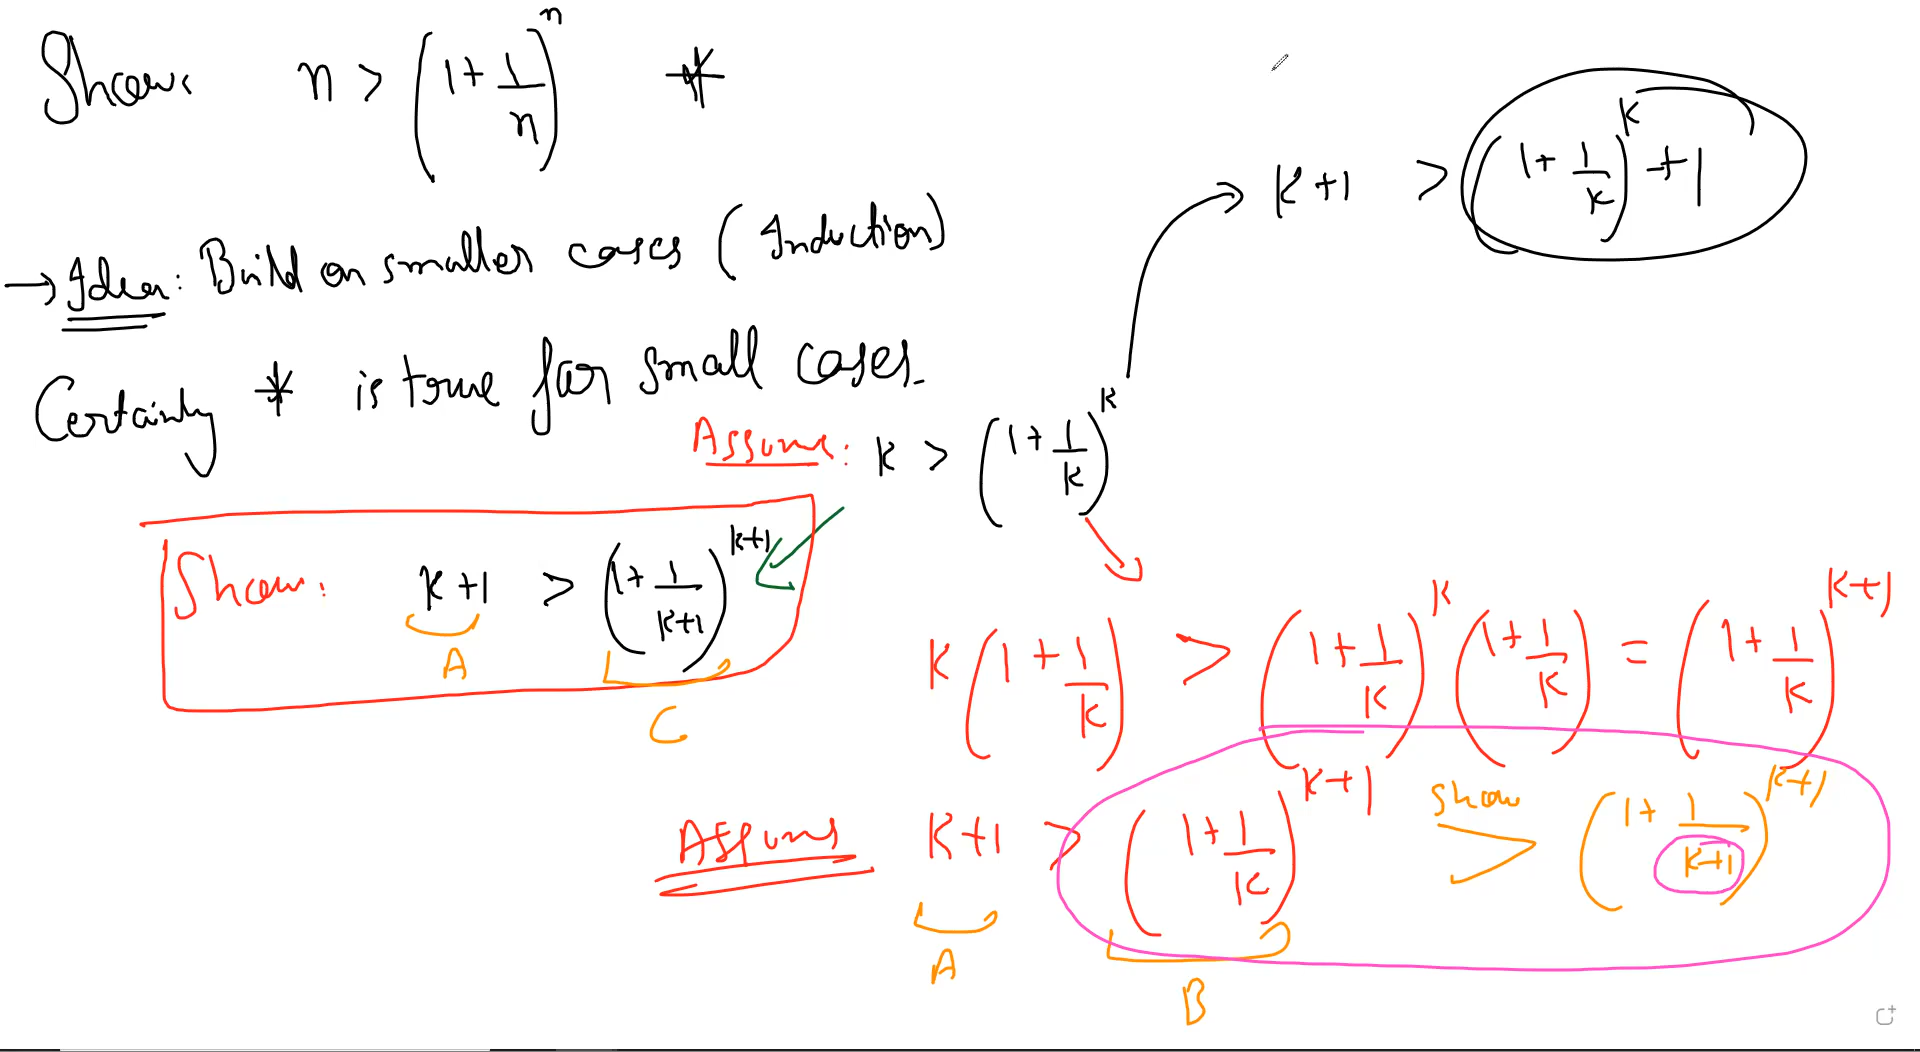 Show: n > (1 + 1/n)^n *
K+1 > (1 + 1/K)^K + 1
→ Idea: Build on smaller cases (Induction)
Certainly * is true for small cases.
Assume: K > (1 + 1/K)^K
Show: K+1 > (1 + 1/(K+1))^(K+1)
A
C
K(1 + 1/K) > (1 + 1/K)^K (1 + 1/K) = (1 + 1/K)^(K+1)
Assume K+1 > (1 + 1/K)^(K+1) show > (1 + 1/(K+1))^(K+1)
A
B